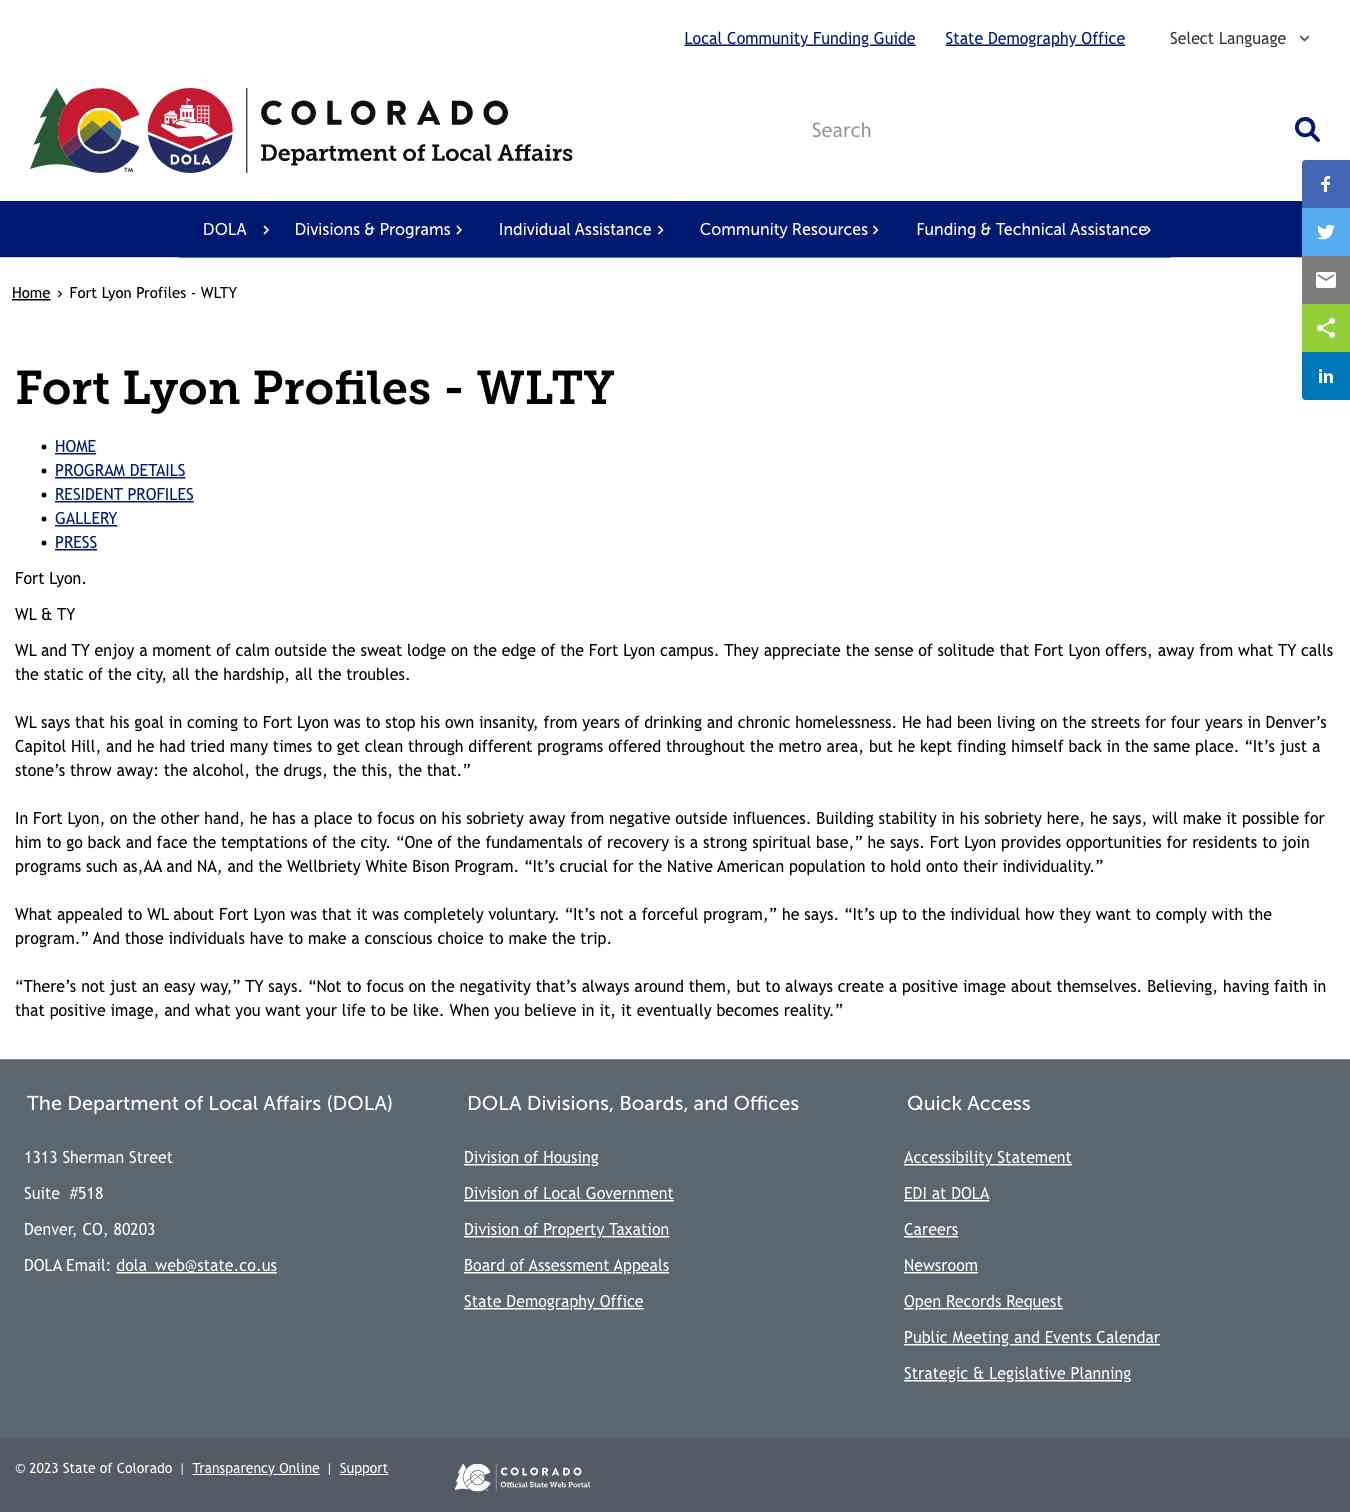 Local Community Funding Guide State Demography Office Select Language
COLORADO
Department of Local Affairs
DOLA
TM
Search
DOLA Divisions & Programs Individual Assistance Community Resources Funding & Technical Assistance
Home › Fort Lyon Profiles - WLTY
Fort Lyon Profiles - WLTY
• HOME
• PROGRAM DETAILS
• RESIDENT PROFILES
• GALLERY
• PRESS
Fort Lyon.
WL & TY
WL and TY enjoy a moment of calm outside the sweat lodge on the edge of the Fort Lyon campus. They appreciate the sense of solitude that Fort Lyon offers, away from what TY calls
the static of the city, all the hardship, all the troubles.
WL says that his goal in coming to Fort Lyon was to stop his own insanity, from years of drinking and chronic homelessness. He had been living on the streets for four years in Denver’s
Capitol Hill, and he had tried many times to get clean through different programs offered throughout the metro area, but he kept finding himself back in the same place. “It’s just a
stone’s throw away: the alcohol, the drugs, the this, the that.”
In Fort Lyon, on the other hand, he has a place to focus on his sobriety away from negative outside influences. Building stability in his sobriety here, he says, will make it possible for
him to go back and face the temptations of the city. “One of the fundamentals of recovery is a strong spiritual base,” he says. Fort Lyon provides opportunities for residents to join
programs such as,AA and NA, and the Wellbriety White Bison Program. “It’s crucial for the Native American population to hold onto their individuality.”
What appealed to WL about Fort Lyon was that it was completely voluntary. “It’s not a forceful program,” he says. “It’s up to the individual how they want to comply with the
program.” And those individuals have to make a conscious choice to make the trip.
“There’s not just an easy way,” TY says. “Not to focus on the negativity that’s always around them, but to always create a positive image about themselves. Believing, having faith in
that positive image, and what you want your life to be like. When you believe in it, it eventually becomes reality.”
The Department of Local Affairs (DOLA)
1313 Sherman Street
Suite #518
Denver, CO, 80203
DOLA Email: dola_web@state.co.us
DOLA Divisions, Boards, and Offices
Division of Housing
Division of Local Government
Division of Property Taxation
Board of Assessment Appeals
State Demography Office
Quick Access
Accessibility Statement
EDI at DOLA
Careers
Newsroom
Open Records Request
Public Meeting and Events Calendar
Strategic & Legislative Planning
© 2023 State of Colorado | Transparency Online | Support
COLORADO
Official State Web Portal